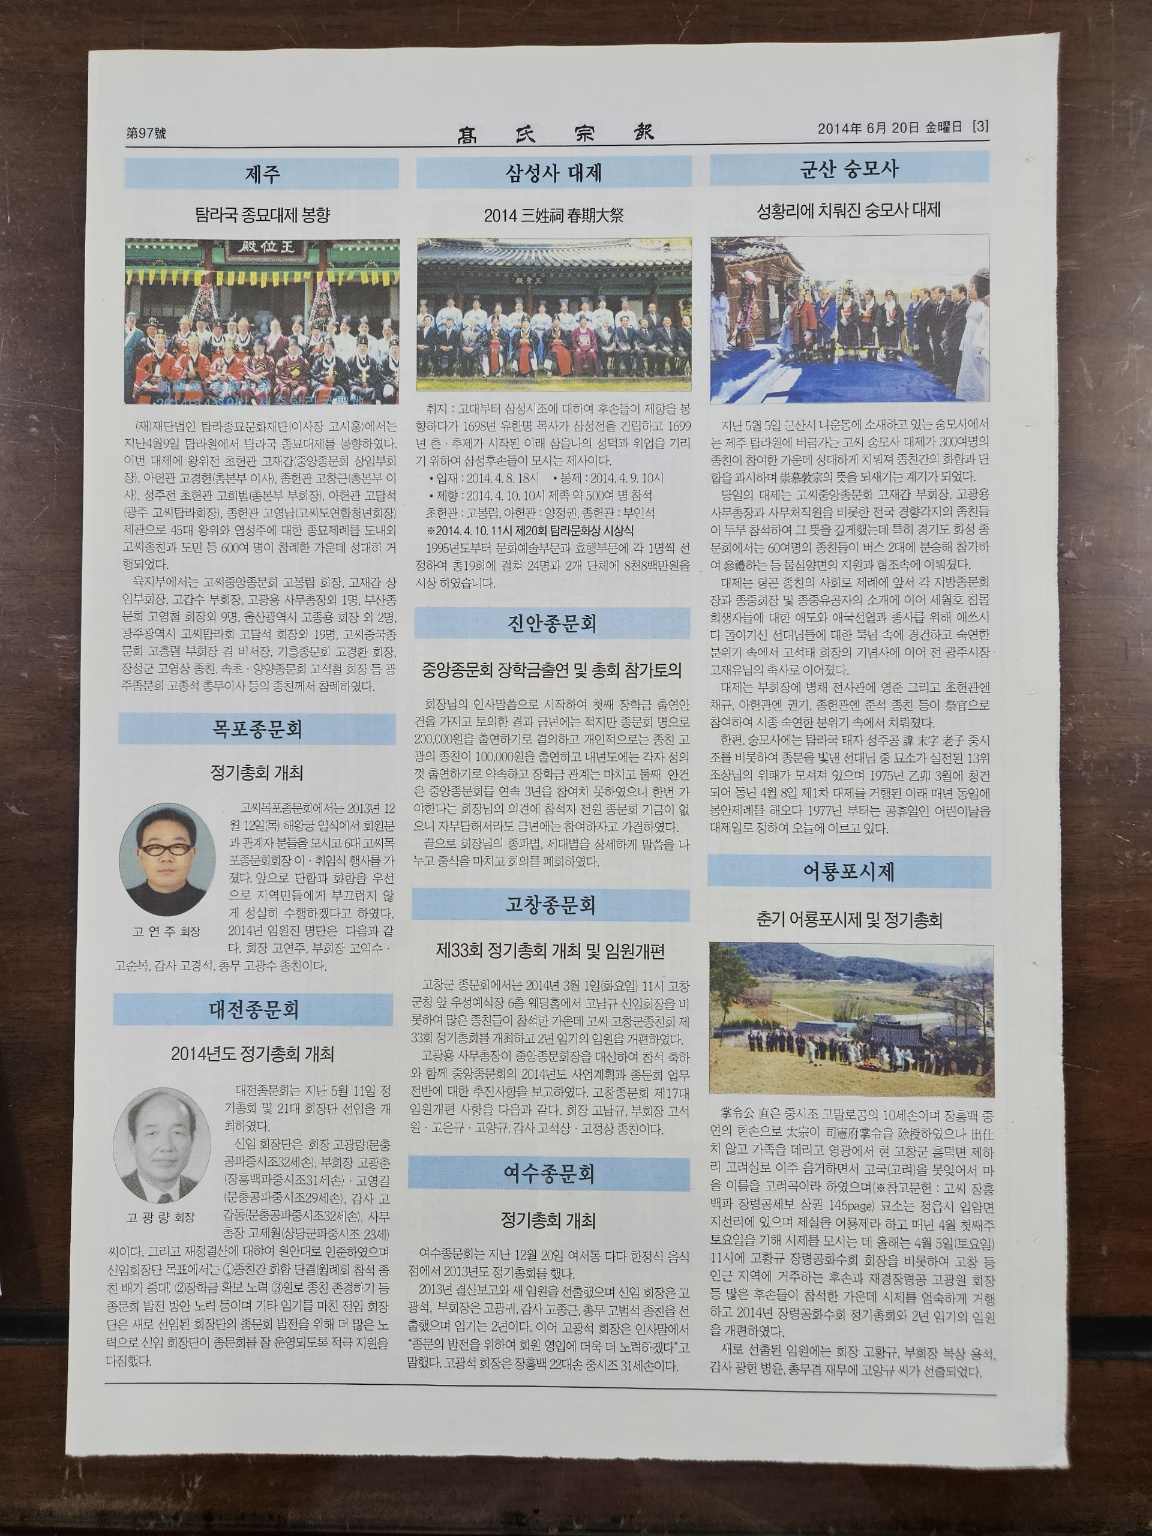 第97號
髙氏宗報
2014年 6月 20日 金曜日 [3]
제주
탐라국 종묘대제 봉향
王位殿
(재)재단법인 탐라종묘문화재단(이사장 고시홍)에서는
지난4월9일 탐라원에서 탐라국 종묘대제를 봉향하였다.
이번 대제에 왕위전 초헌관 고재갑(중앙종문회 상임부회
장), 아헌관 고경헌(총본부 이사), 종헌관 고창근(총본부 이
사), 성주전 초헌관 고희범(총본부 부회장), 아헌관 고달석
(광주 고씨탐라회장), 종헌관 고영남(고씨도연합청년회장)
제관으로 45대 왕위와 역성주에 대한 종묘제례를 도내외
고씨종친과 도민 등 600여 명이 참례한 가운데 성대히 거
행되었다.
육지부에서는 고씨중앙종문회 고봉림 회장, 고재갑 상
임부회장, 고갑수 부회장, 고광용 사무총장외 1명, 부산종
문회 고엄철 회장외 9명, 울산광역시 고종용 회장 외 2명,
광주광역시 고씨탐라회 고달석 회장외 19명, 고씨중국종
문회 고흥렵 부회장 겸 비서장, 기흥종문회 고경환 회장,
장성군 고영상 종친, 속초·양양종문회 고석철 회장 등 광
주종문회 고종석 총무이사 등의 종친께서 참례하였다.
목포종문회
정기총회 개최
고씨목포종문회에서는 2013년 12
월 12일(목) 해왕궁 일식에서 회원분
과 관계자 분들을 모시고 6대 고씨목
포종문회회장 이·취임식 행사를 가
졌다. 앞으로 단합과 화합을 우선
으로 지역민들에게 부끄럽지 않
게 성실히 수행하겠다고 하였다.
2014년 임원진 명단은 다음과 같
다. 회장 고연주, 부회장 고익수·
고순복, 감사 고경석, 총무 고광수 종친이다.
고 연 주 회장
대전종문회
2014년도 정기총회 개최
대전종문회는 지난 5월 11일 정
기총회 및 21대 회장단 선임을 개
최하였다.
신임 회장단은 회장 고광량(문충
공파중시조32세손), 부회장 고광춘
(장흥백파중시조31세손)·고영길
(문충공파중시조29세손), 감사 고
갑동(문충공파중시조32세손), 사무
총장 고제월(상당군파중시조 23세)
씨이다. 그리고 재정결산에 대하여 원안대로 인준하였으며
신임회장단 목표에서는 ①종친간 회합 단결(월례회 참석 종
친 배가 증대) ②장학금 확보 노력 ③원로 종친 존경하기 등
종문회 발전 방안 노력 등이며 기타 임기를 마친 전임 회장
단은 새로 선임된 회장단의 종문회 발전을 위해 더 많은 노
력으로 신임 회장단이 종문회를 잘 운영되도록 적극 지원을
다짐했다.
고 광 량 회장
삼성사 대제
2014 三姓祠 春期大祭
취지 : 고대부터 삼성시조에 대하여 후손들이 제향을 봉
향하다가 1698년 유한명 목사가 삼성전을 건립하고 1699
년 춘·추제가 시작된 이래 삼을나의 성덕과 위업을 기리
기 위하여 삼성후손들이 모시는 제사이다.
•입재 : 2014. 4. 8. 18시 •봉제 : 2014. 4. 9. 10시
•제향 : 2014. 4. 10. 10시 제족 약 500여 명 참석
초헌관 : 고봉림, 아헌관 : 양정권, 종헌관 : 부인석
※2014. 4. 10. 11시 제20회 탐라문화상 시상식
1995년도부터 문화예술부문과 효행부문에 각 1명씩 선
정하여 총19회에 걸쳐 24명과 2개 단체에 8천8백만원을
시상 하였습니다.
진안종문회
중앙종문회 장학금출연 및 총회 참가토의
회장님의 인사말씀으로 시작하여 첫째 장학금 출연안
건을 가지고 토의한 결과 금년에는 적지만 종문회 명으로
200,000원을 출연하기로 결의하고 개인적으로는 종친 고
광의 종친이 100,000원을 출연하고 내년도에는 각자 성의
껏 출연하기로 약속하고 장학금 관계는 마치고 둘째 안건
은 중앙종문회를 연속 3년을 참여치 못하였으니 한번 가
야한다는 회장님의 의견에 참석자 전원 종문회 기금이 없
으니 자부담해서라도 금년에는 참여하자고 가결하였다.
끝으로 회장님의 종파별, 세대별을 상세하게 말씀을 나
누고 중식을 마치고 회의를 폐회하였다.
고창종문회
제33회 정기총회 개최 및 임원개편
고창군 종문회에서는 2014년 3월 1일(화요일) 11시 고창
군청 앞 우성예식장 6층 웨딩홀에서 고남규 신임회장을 비
롯하여 많은 종친들이 참석한 가운데 고씨 고창군종친회 제
33회 정기총회를 개최하고 2년 임기의 임원을 개편하였다.
고광용 사무총장이 중앙종문회장을 대신하여 참석 축하
와 함께 중앙종문회의 2014년도 사업계획과 종문회 업무
전반에 대한 추진사항을 보고하였다. 고창종문회 제17대
임원개편 사항을 다음과 같다. 회장 고남규, 부회장 고석
원·고은규·고양규, 감사 고석상·고정상 종친이다.
여수종문회
정기총회 개최
여수종문회는 지난 12월 20일 여서동 다다 한정식 음식
점에서 2013년도 정기총회를 했다.
2013년 결산보고와 새 임원을 선출했으며 신임 회장은 고
광석, 부회장은 고광귀, 감사 고종근, 총무 고범석 종친을 선
출했으며 임기는 2년이다. 이어 고광석 회장은 인사말에서
“종문의 발전을 위하여 회원 영입에 더욱 더 노력하겠다”고
말했다. 고광석 회장은 장흥백 22대손 중시조 31세손이다.
군산 숭모사
성황리에 치뤄진 숭모사 대제
지난 5월 5일 군산시 나운동에 소재하고 있는 숭모사에서
는 제주 탐라원에 버금가는 고씨 숭모사 대제가 300여명의
종친이 참여한 가운데 성대하게 치뤄져 종친간의 화합과 단
합을 과시하며 崇慕敎宗의 뜻을 되새기는 계기가 되었다.
당일의 대제는 고씨중앙종문회 고재갑 부회장, 고광용
사무총장과 사무처직원을 비롯한 전국 경향각지의 종친들
이 두루 참석하여 그 뜻을 깊게했는데 특히 경기도 화성 종
문회에서는 60여명의 종친들이 버스 2대에 분승해 참가하
여 參禮하는 등 물심양면의 지원과 협조속에 이뤄졌다.
대제는 형곤 종친의 사회로 제례에 앞서 각 지방종문회
장과 종중회장 및 종중유공자의 소개에 이어 세월호 침몰
희생자들에 대한 애도와 애국선열과 종사를 위해 애쓰시
다 돌아가신 선대님들에 대한 묵념 속에 경건하고 숙연한
분위기 속에서 고석태 회장의 기념사에 이어 전 광주시장
고재유님의 축사로 이어졌다.
대제는 부회장에 병채 전사관에 영준 그리고 초헌관엔
채규, 아헌관엔 귄기, 종헌관엔 준석 종친 등이 祭官으로
참여하여 시종 숙연한 분위기 속에서 치뤄졌다.
한편, 숭모사에는 탐라국 태자 성주공 諱 末字 老子 중시
조를 비롯하여 종문을 빛낸 선대님 중 묘소가 실전된 13위
조상님의 위패가 모셔져 있으며 1975년 乙卯 3월에 창건
되어 동년 4월 8일 제1차 대제를 거행된 이래 매년 동일에
봉안제례를 해오다 1977년 부터는 공휴일인 어린이날을
대제일로 정하여 오늘에 이르고 있다.
어룡포시제
춘기 어룡포시제 및 정기총회
掌令公 直은 중시조 고말로공의 10세손이며 장흥백 중
연의 현손으로 太宗이 司憲府掌令을 除授하였으나 出仕
치 않고 가족을 데리고 영광에서 현 고창군 흥덕면 제하
리 고려실로 이주 음거하면서 고국(고려)을 못잊어서 마
을 이름을 고려곡이라 하였으며(※참고문헌 : 고씨 장흥
백파 장령공세보 상권 146page) 묘소는 정읍시 입암면
지선리에 있으며 제실을 어룡제라 하고 매년 4월 첫째주
토요일을 기해 시제를 모시는 데 올해는 4월 5일(토요일)
11시에 고황규 장령공화수회 회장을 비롯하여 고창 등
인근 지역에 거주하는 후손과 재경장령공 고광원 회장
등 많은 후손들이 참석한 가운데 시제를 엄숙하게 거행
하고 2014년 장령공화수회 정기총회와 2년 임기의 임원
을 개편하였다.
새로 선출된 임원에는 회장 고황규, 부회장 복상 용석,
감사 광헌 병윤, 총무겸 재무에 고양규 씨가 선출되었다.